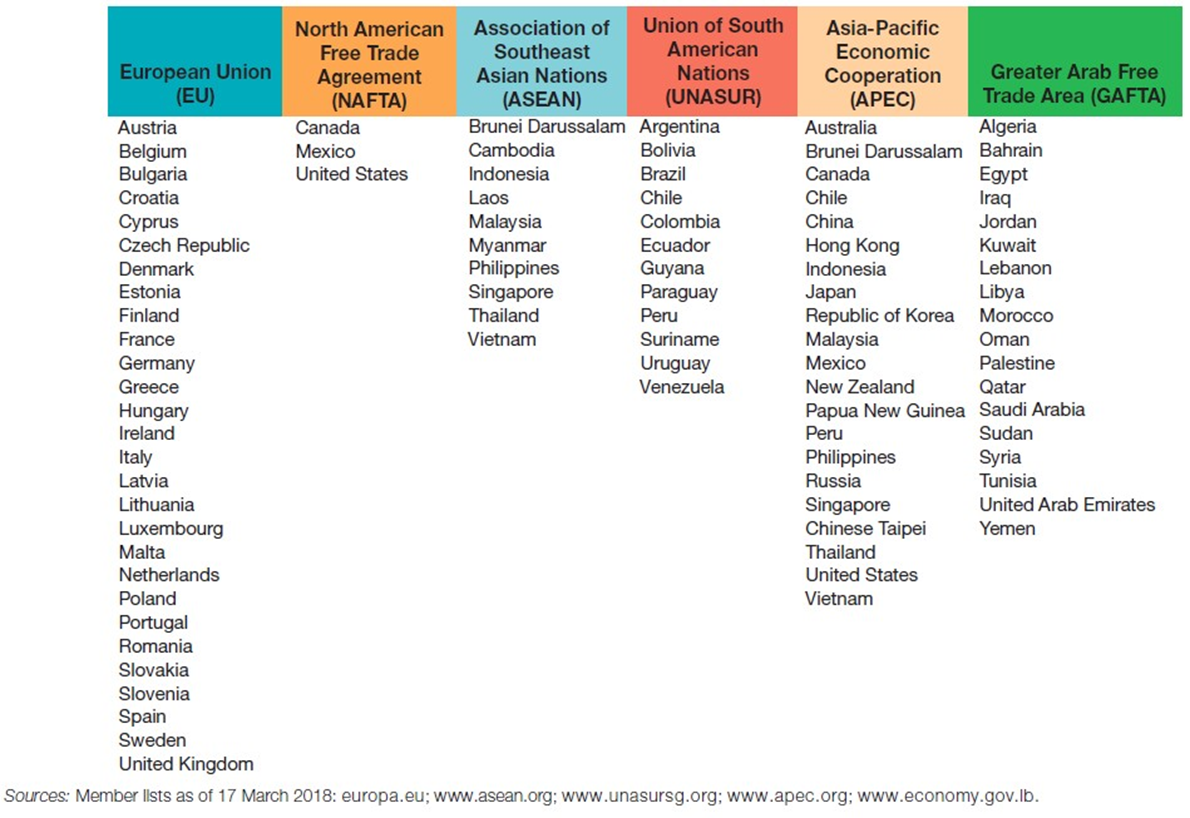 European Union
(EU)
North American
Free Trade
Agreement
(NAFTA)
Association of
Southeast
Asian Nations
(ASEAN)
Union of South
American
Nations
(UNASUR)
Asia-Pacific
Economic
Cooperation
(APEC)
Greater Arab Free
Trade Area (GAFTA)
Austria
Belgium
Bulgaria
Croatia
Cyprus
Czech Republic
Denmark
Estonia
Finland
France
Germany
Greece
Hungary
Ireland
Italy
Latvia
Lithuania
Luxembourg
Malta
Netherlands
Poland
Portugal
Romania
Slovakia
Slovenia
Spain
Sweden
United Kingdom
Canada
Mexico
United States
Brunei Darussalam
Cambodia
Indonesia
Laos
Malaysia
Myanmar
Philippines
Singapore
Thailand
Vietnam
Argentina
Bolivia
Brazil
Chile
Colombia
Ecuador
Guyana
Paraguay
Peru
Suriname
Uruguay
Venezuela
Australia
Brunei Darussalam
Canada
Chile
China
Hong Kong
Indonesia
Japan
Republic of Korea
Malaysia
Mexico
New Zealand
Papua New Guinea
Peru
Philippines
Russia
Singapore
Chinese Taipei
Thailand
United States
Vietnam
Algeria
Bahrain
Egypt
Iraq
Jordan
Kuwait
Lebanon
Libya
Morocco
Oman
Palestine
Qatar
Saudi Arabia
Sudan
Syria
Tunisia
United Arab Emirates
Yemen
Sources: Member lists as of 17 March 2018: europa.eu; www.asean.org; www.unasursg.org; www.apec.org; www.economy.gov.lb.